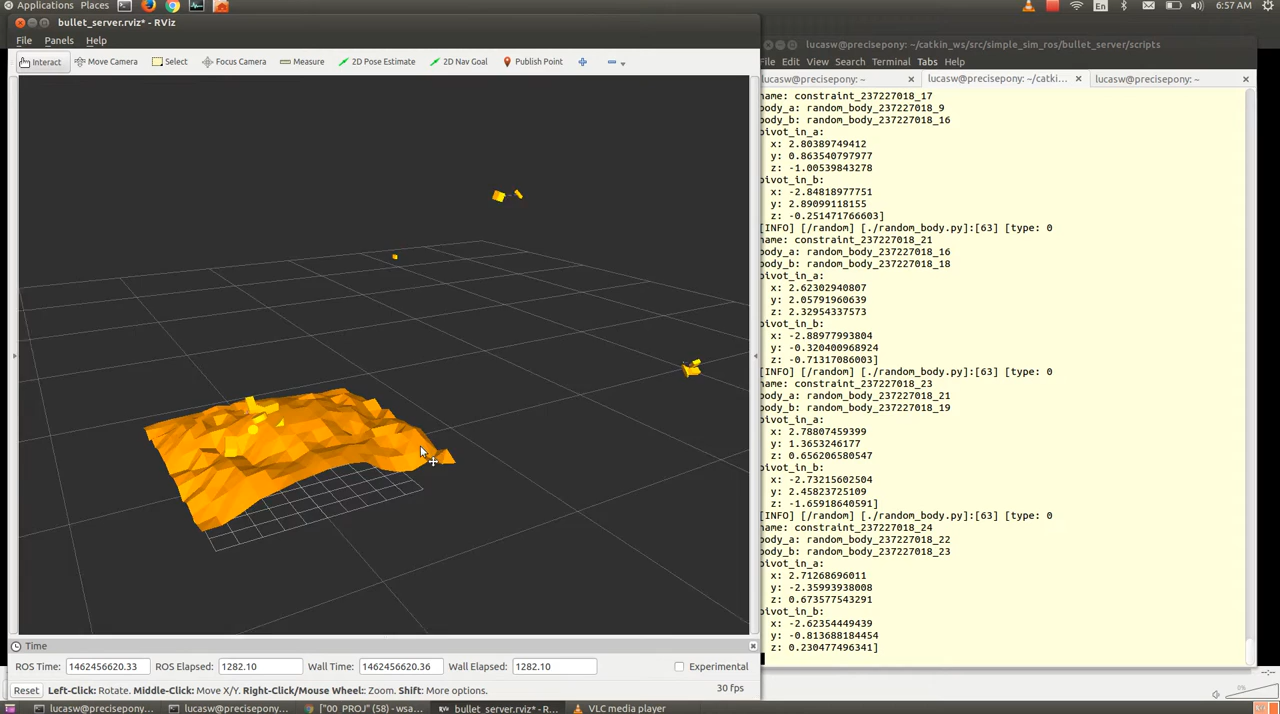 Applications Places
En
6:57 AM
bullet_server.rviz* - RViz
File Panels Help
Interact Move Camera Select Focus Camera Measure 2D Pose Estimate 2D Nav Goal Publish Point
Time
ROS Time: 1462456620.33 ROS Elapsed: 1282.10 Wall Time: 1462456620.36 Wall Elapsed: 1282.10 Experimental
Reset Left-Click: Rotate. Middle-Click: Move X/Y. Right-Click/Mouse Wheel: Zoom. Shift: More options. 30 fps
lucasw@precisepony: ~/catkin_ws/src/simple_sim_ros/bullet_server/scripts
File Edit View Search Terminal Tabs Help
lucasw@precisepony: ~ lucasw@precisepony: ~/catkin... lucasw@precisepony: ~
name: constraint_237227018_17
body_a: random_body_237227018_9
body_b: random_body_237227018_16
pivot_in_a:
x: 2.80389749412
y: 0.863540797977
z: -1.00539843278
pivot_in_b:
x: -2.84818977751
y: 2.89099118155
z: -0.251471766603]
[INFO] [/random] [./random_body.py]:[63] [type: 0
name: constraint_237227018_21
body_a: random_body_237227018_16
body_b: random_body_237227018_18
pivot_in_a:
x: 2.62302940807
y: 2.05791960639
z: 2.32954337573
pivot_in_b:
x: -2.88977993804
y: -0.320400968924
z: -0.71317086003]
[INFO] [/random] [./random_body.py]:[63] [type: 0
name: constraint_237227018_23
body_a: random_body_237227018_21
body_b: random_body_237227018_19
pivot_in_a:
x: 2.78807459399
y: 1.3653246177
z: 0.656206580547
pivot_in_b:
x: -2.73215602504
y: 2.45823725109
z: -1.65918640591]
[INFO] [/random] [./random_body.py]:[63] [type: 0
name: constraint_237227018_24
body_a: random_body_237227018_22
body_b: random_body_237227018_23
pivot_in_a:
x: 2.71268696011
y: -2.35993938008
z: 0.673577543291
pivot_in_b:
x: -2.62354449439
y: -0.813688184454
z: 0.230477496341]
0%
lucasw@precisepony: ~/... lucasw@precisepony: ~/... ["00_PROJ" (58) - wsa... bullet_server.rviz* - R... VLC media player